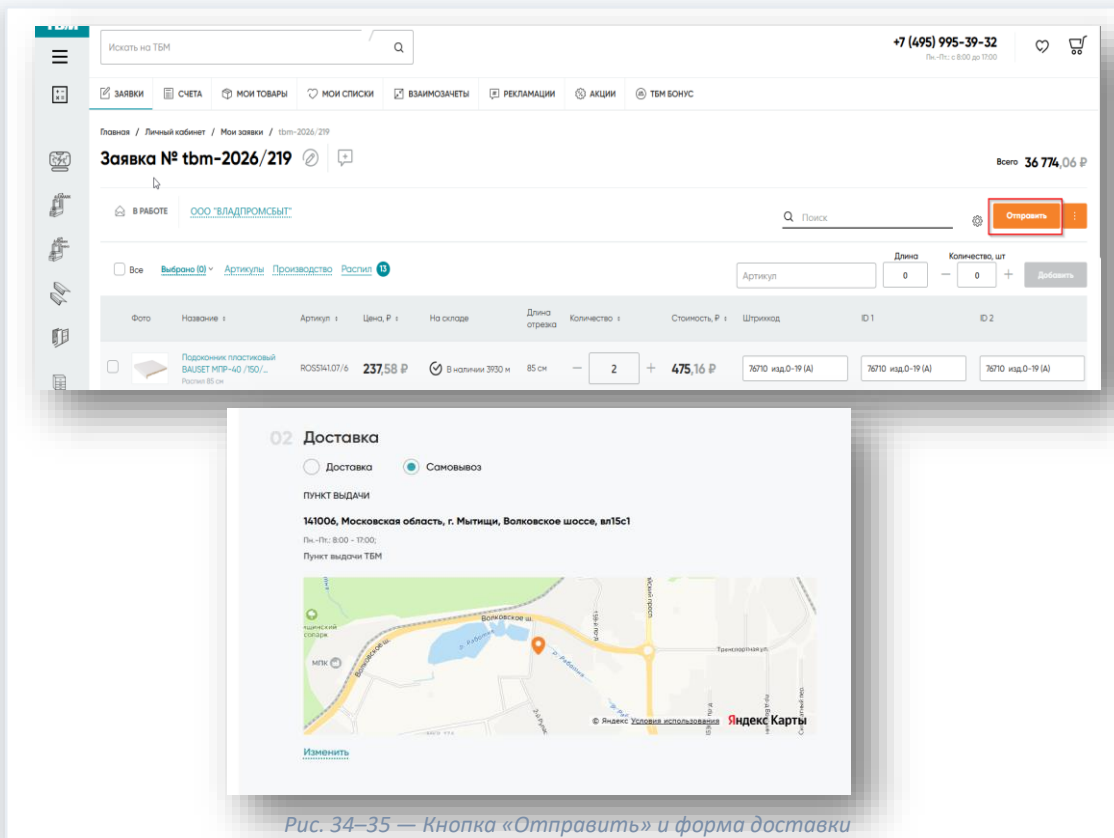 ТБМ
Искать на ТБМ
+7 (495) 995-39-32
Пн.-Пт.: с 8:00 до 17:00
ЗАЯВКИ СЧЕТА МОИ ТОВАРЫ МОИ СПИСКИ ВЗАИМОЗАЧЕТЫ РЕКЛАМАЦИИ АКЦИИ ТБМ БОНУС
Главная / Личный кабинет / Мои заявки / tbm-2026/219
Заявка № tbm-2026/219
Всего 36 774,06 ₽
В РАБОТЕ ООО "ВЛАДПРОМСБЫТ"
Поиск
Отправить
Все Выбрано (0) Артикулы Производство Распил 13
Артикул
Длина
0
Количество, шт
— 0 +
Добавить
Фото Название Артикул Цена, ₽ На складе Длина отрезка Количество Стоимость, ₽ Штрихкод ID 1 ID 2
Подоконник пластиковый
BAUSET МПР-40 /150/...
Распил 85 см
ROS5141.07/6 237,58 ₽ В наличии 3930 м 85 см — 2 + 475,16 ₽ 76710 изд.0-19 (А) 76710 изд.0-19 (А) 76710 изд.0-19 (А)
02 Доставка
Доставка Самовывоз
ПУНКТ ВЫДАЧИ
141006, Московская область, г. Мытищи, Волковское шоссе, вл15с1
Пн.-Пт.: 8:00 - 17:00;
Пункт выдачи ТБМ
Волковское ш.
МПК
Волковское ш.
р. Работня
р. Работня
Транспортная ул.
© Яндекс Условия использования Яндекс Карты
Изменить
Рис. 34–35 — Кнопка «Отправить» и форма доставки